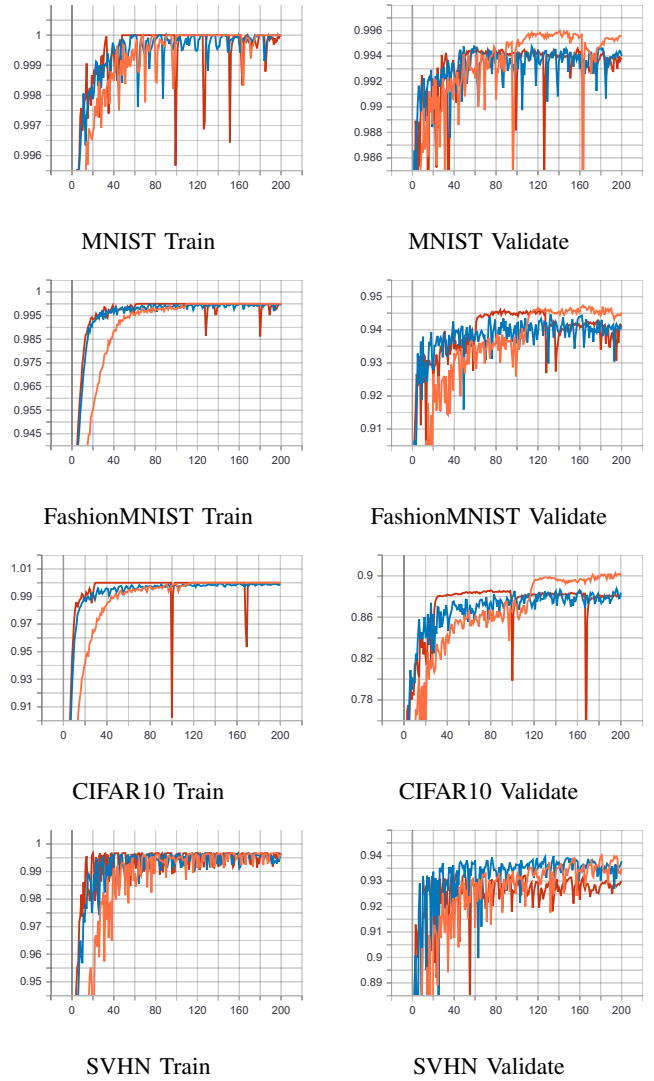 1
0.999
0.998
0.997
0.996
0 40 80 120 160 200
0.996
0.994
0.992
0.99
0.988
0.986
0 40 80 120 160 200
MNIST Train
MNIST Validate
1
0.995
0.985
0.975
0.965
0.955
0.945
0 40 80 120 160 200
0.95
0.94
0.93
0.92
0.91
0 40 80 120 160 200
FashionMNIST Train
FashionMNIST Validate
1.01
0.99
0.97
0.95
0.93
0.91
0 40 80 120 160 200
0.9
0.86
0.82
0.78
0 40 80 120 160 200
CIFAR10 Train
CIFAR10 Validate
1
0.99
0.98
0.97
0.96
0.95
0 40 80 120 160 200
0.94
0.93
0.92
0.91
0.9
0.89
0 40 80 120 160 200
SVHN Train
SVHN Validate